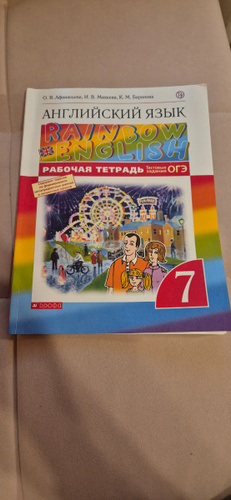 О. В. Афанасьева, И. В. Михеева, К. М. Баранова
АНГЛИЙСКИЙ ЯЗЫК
RAINBOW
ENGLISH
РАБОЧАЯ ТЕТРАДЬ
Тестовые задания ОГЭ
7
ДРОФА